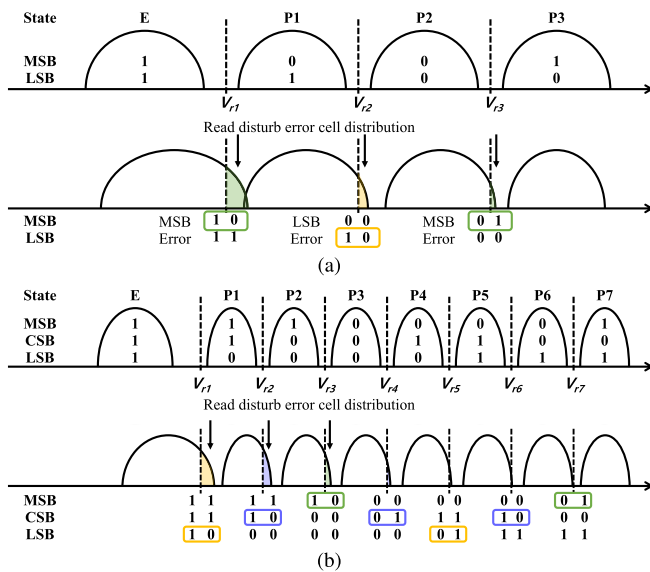 State E P1 P2 P3
MSB 1 0 0 1
LSB 1 1 0 0
Vr1 Vr2 Vr3
Read disturb error cell distribution
MSB MSB 1 0 LSB 0 0 MSB 0 1
LSB Error 1 1 Error 1 0 Error 0 0
(a)
State E P1 P2 P3 P4 P5 P6 P7
MSB 1 1 1 0 0 0 0 1
CSB 1 1 0 0 1 1 0 0
LSB 1 0 0 0 0 1 1 1
Vr1 Vr2 Vr3 Vr4 Vr5 Vr6 Vr7
Read disturb error cell distribution
MSB 1 1 1 1 1 0 0 0 0 0 0 0 0 1
CSB 1 1 1 0 0 0 0 1 1 1 1 0 0 0
LSB 1 0 0 0 0 0 0 0 0 1 1 1 1 1
(b)